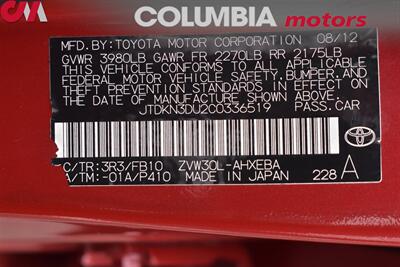 COLUMBIA motors
MFD.BY:TOYOTA MOTOR CORPORATION 08/12
GVWR 3980LB GAWR FR 2270LB RR 2175LB
THIS VEHICLE CONFORMS TO ALL APPLICABLE
FEDERAL MOTOR VEHICLE SAFETY, BUMPER, AND
THEFT PREVENTION STANDARDS IN EFFECT ON THE
DATE OF MANUFACTURE SHOWN ABOVE.
JTDKN3DU2C0336519 PASS.CAR
TOYOTA
C/TR:3R3/FB10 ZVW30L-AHXEBA
A/TM:-01A/P410 MADE IN JAPAN 228 A